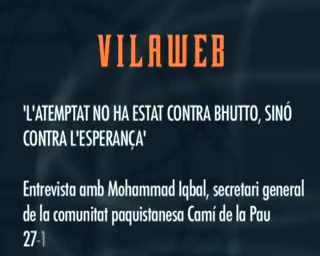 VILAWEB
'L'ATEMPTAT NO HA ESTAT CONTRA BHUTTO, SINÓ
CONTRA L'ESPERANÇA'
Entrevista amb Mohammad Iqbal, secretari general
de la comunitat paquistanesa Camí de la Pau
27-1